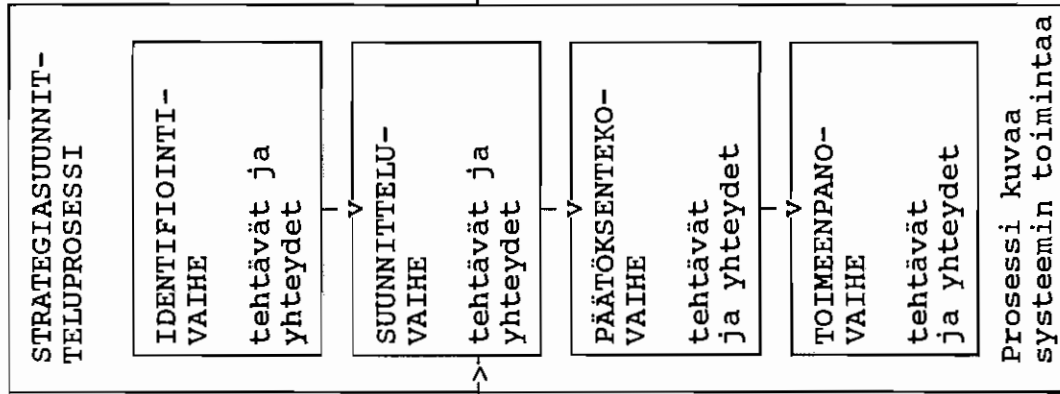 STRATEGIASUUNNIT-
TELUPROSESSI
IDENTIFIOINTI-
VAIHE
tehtävät ja
yhteydet
SUUNNITTELU-
VAIHE
tehtävät ja
yhteydet
PÄÄTÖKSENTEKO-
VAIHE
tehtävät
ja yhteydet
TOIMEENPANO-
VAIHE
tehtävät
ja yhteydet
Prosessi kuvaa
systeemin toimintaa